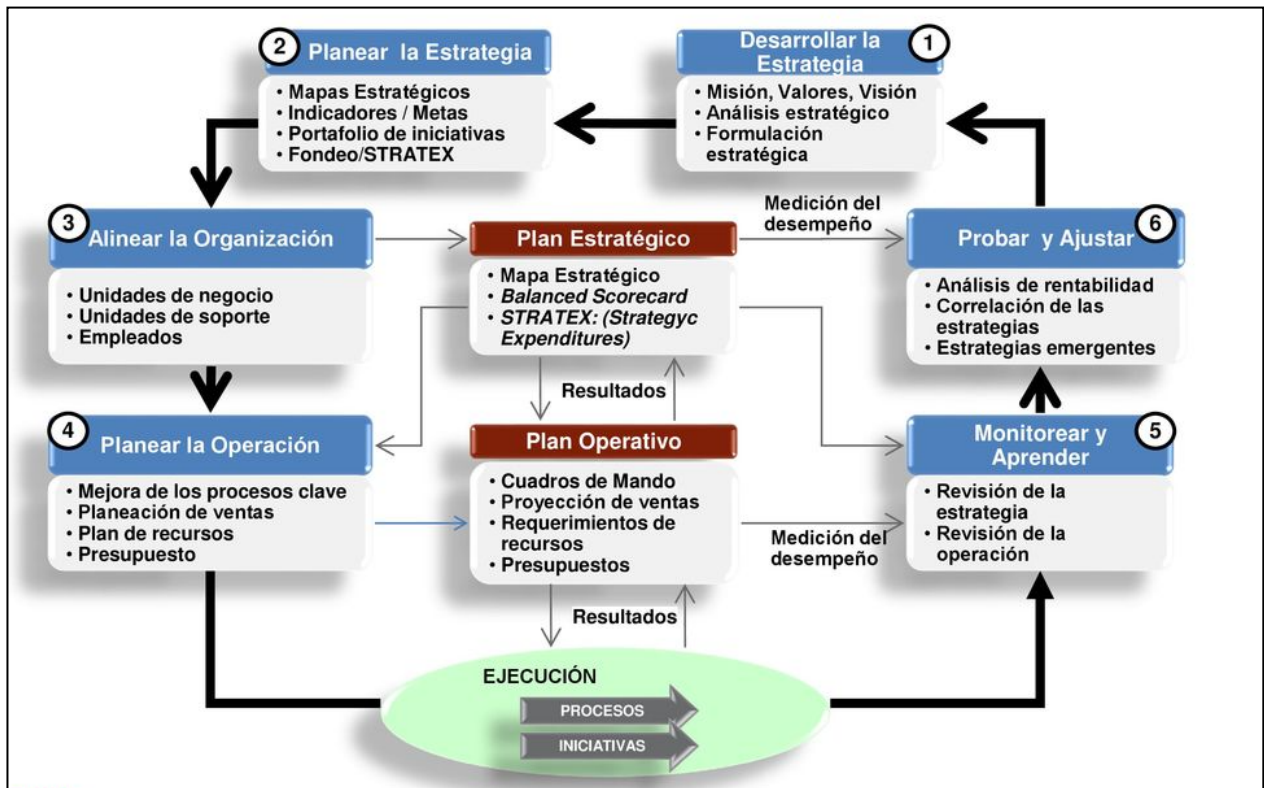 1
Desarrollar la
Estrategia
• Misión, Valores, Visión
• Análisis estratégico
• Formulación
estratégica
2
Planear la Estrategia
• Mapas Estratégicos
• Indicadores / Metas
• Portafolio de iniciativas
• Fondeo/STRATEX
3
Alinear la Organización
• Unidades de negocio
• Unidades de soporte
• Empleados
Plan Estratégico
• Mapa Estratégico
• Balanced Scorecard
• STRATEX: (Strategyc
Expenditures)
Medición del
desempeño
6
Probar y Ajustar
• Análisis de rentabilidad
• Correlación de las
estrategias
• Estrategias emergentes
Resultados
4
Planear la Operación
• Mejora de los procesos clave
• Planeación de ventas
• Plan de recursos
• Presupuesto
Plan Operativo
• Cuadros de Mando
• Proyección de ventas
• Requerimientos de
recursos
• Presupuestos
Medición del
desempeño
5
Monitorear y
Aprender
• Revisión de la
estrategia
• Revisión de la
operación
Resultados
EJECUCIÓN
PROCESOS
INICIATIVAS